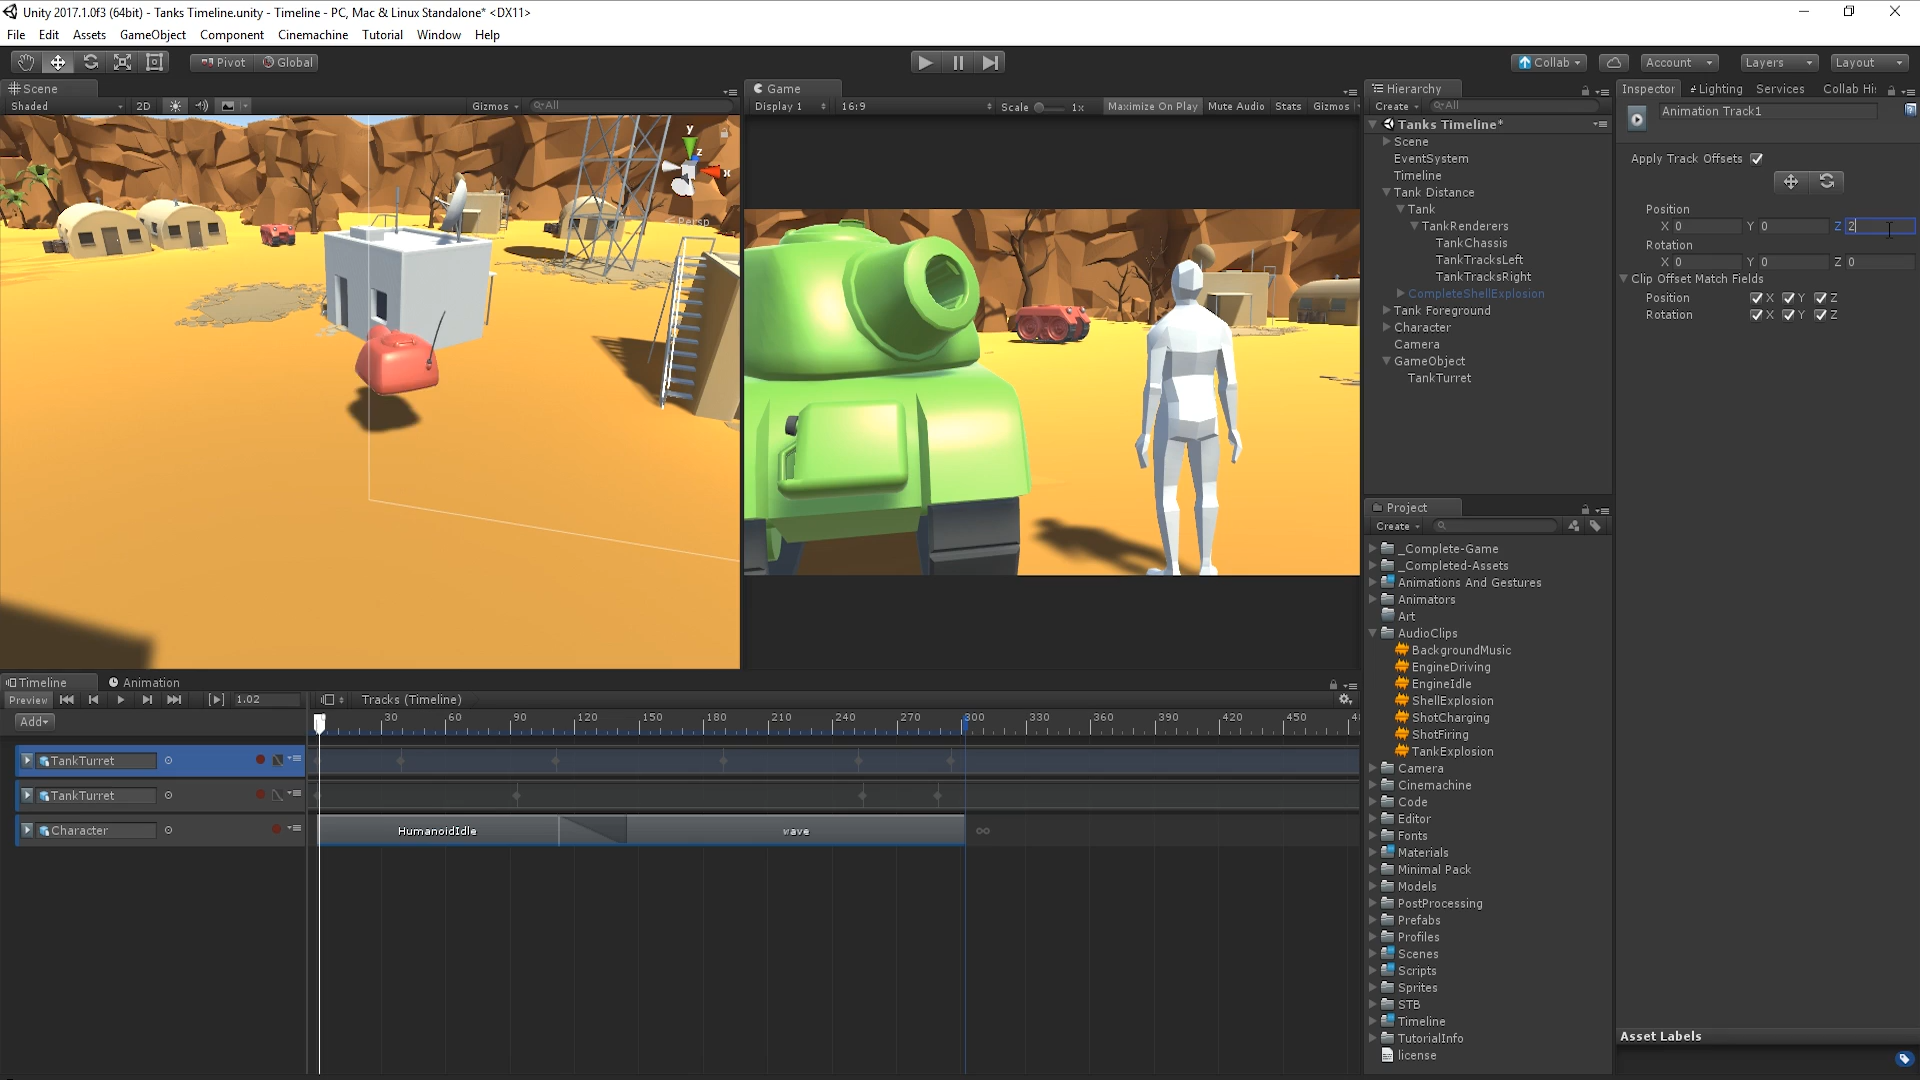 Unity 2017.1.0f3 (64bit) - Tanks Timeline.unity - Timeline - PC, Mac & Linux Standalone* <DX11>
File Edit Assets GameObject Component Cinemachine Tutorial Window Help
Pivot Global Collab Account Layers Layout
Scene
Shaded 2D Gizmos All
y z x
Persp
Game
Display 1 16:9 Scale 1x Maximize On Play Mute Audio Stats Gizmos
Hierarchy
Create All
Tanks Timeline*
Scene
EventSystem
Timeline
Tank Distance
Tank
TankRenderers
TankChassis
TankTracksLeft
TankTracksRight
CompleteShellExplosion
Tank Foreground
Character
Camera
GameObject
TankTurret
Project
Create
_Complete-Game
_Completed-Assets
Animations And Gestures
Animators
Art
AudioClips
BackgroundMusic
EngineDriving
EngineIdle
ShellExplosion
ShotCharging
ShotFiring
TankExplosion
Camera
Cinemachine
Code
Editor
Fonts
Materials
Minimal Pack
Models
PostProcessing
Prefabs
Profiles
Scenes
Scripts
Sprites
STB
Timeline
TutorialInfo
license
Inspector Lighting Services Collab Hi
Animation Track1
Apply Track Offsets
Position
X 0 Y 0 Z 2
Rotation
X 0 Y 0 Z 0
Clip Offset Match Fields
Position X Y Z
Rotation X Y Z
Asset Labels
Timeline Animation
Preview 1.02 Tracks (Timeline)
Add
30 60 90 120 150 180 210 240 270 300 330 360 390 420 450
TankTurret
TankTurret
Character HumanoidIdle wave